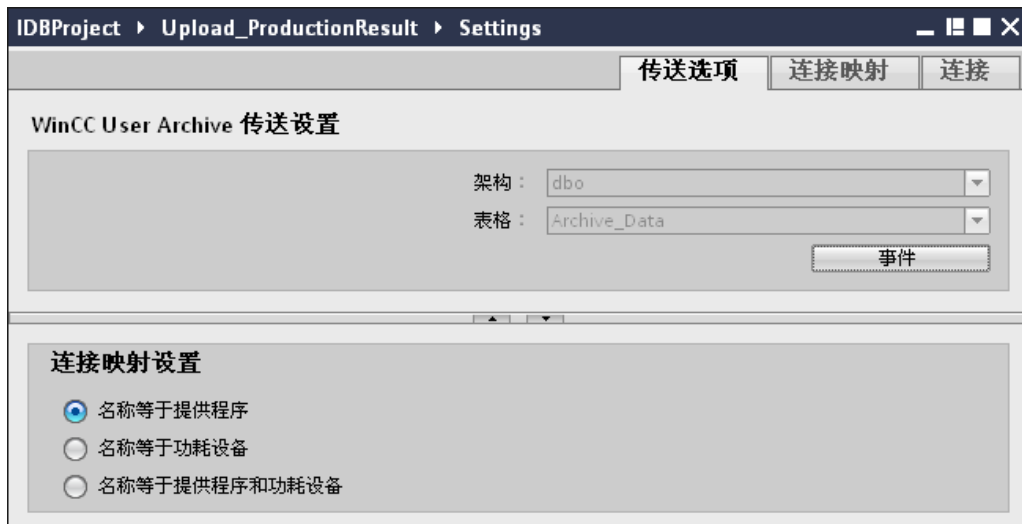 IDBProject ▸ Upload_ProductionResult ▸ Settings
传送选项 连接映射 连接
WinCC User Archive 传送设置
架构： dbo
表格： Archive_Data
事件
连接映射设置
名称等于提供程序
名称等于功耗设备
名称等于提供程序和功耗设备